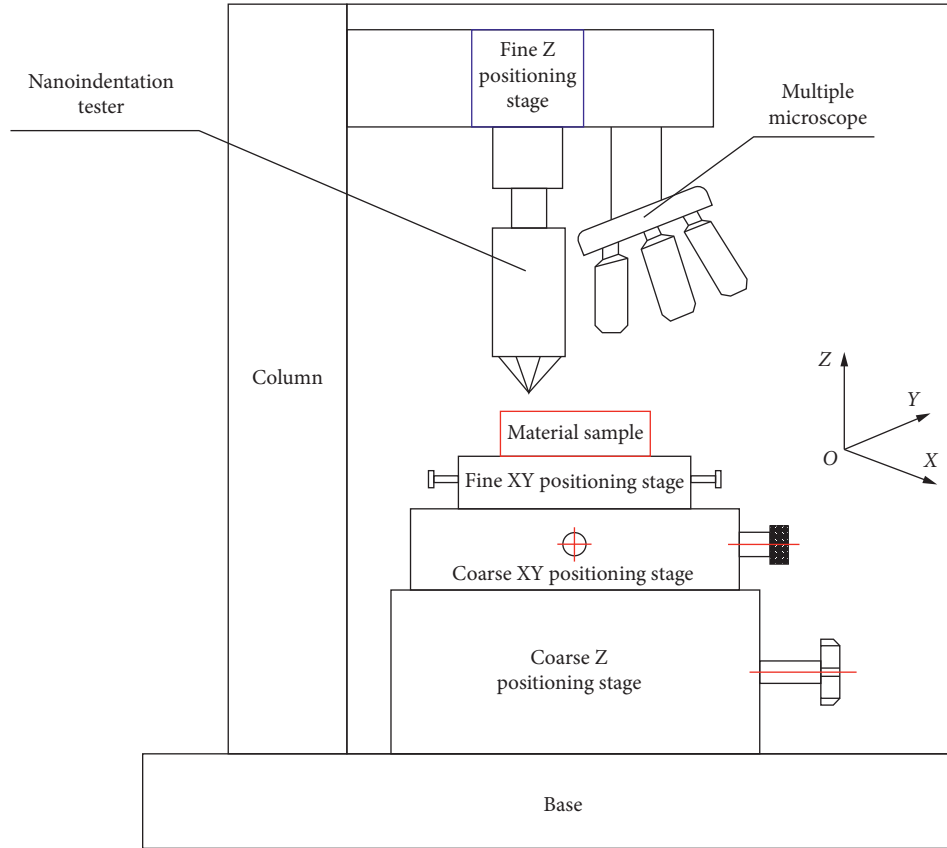 Fine Z
positioning
stage
Nanoindentation
tester
Multiple
microscope
Column
Z
Y
O
X
Material sample
Fine XY positioning stage
Coarse XY positioning stage
Coarse Z
positioning stage
Base